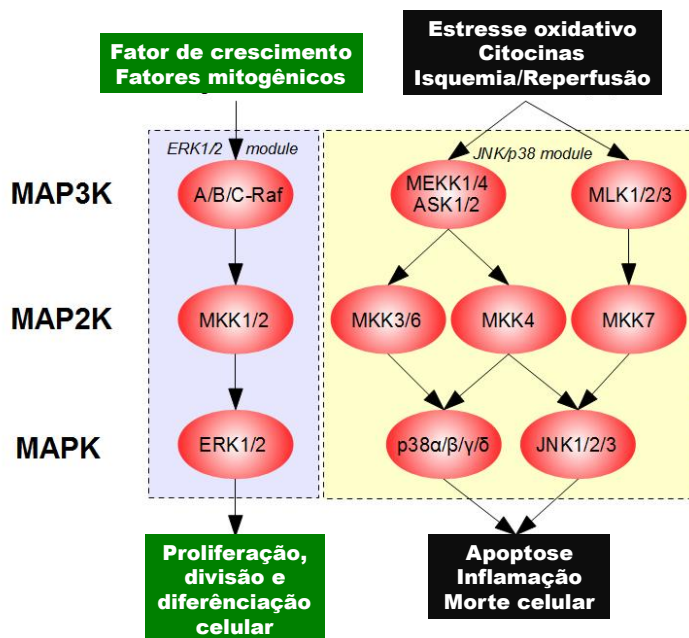 Fator de crescimento
Fatores mitogênicos
Estresse oxidativo
Citocinas
Isquemia/Reperfusão
ERK1/2 module
JNK/p38 module
MAP3K
A/B/C-Raf
MEKK1/4
ASK1/2
MLK1/2/3
MAP2K
MKK1/2
MKK3/6
MKK4
MKK7
MAPK
ERK1/2
p38α/β/γ/δ
JNK1/2/3
Proliferação,
divisão e
diferênciação
celular
Apoptose
Inflamação
Morte celular